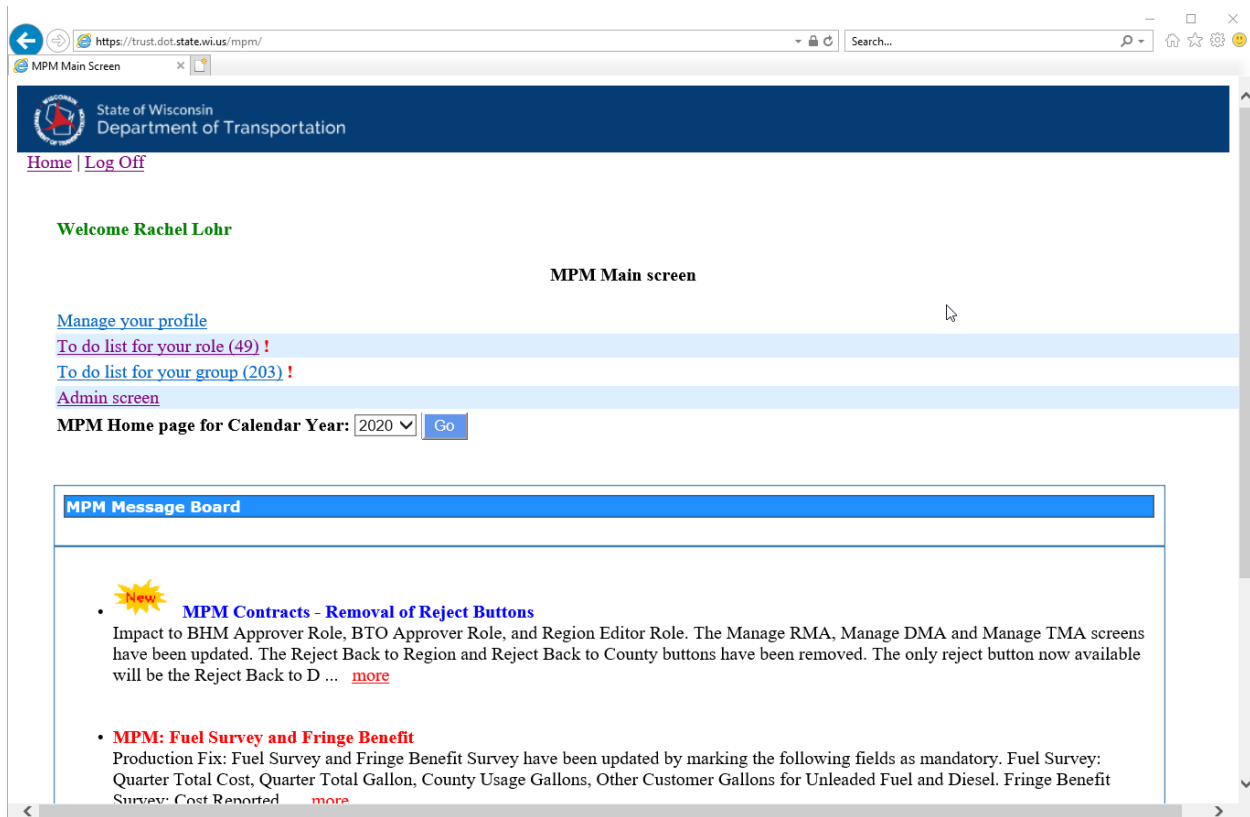 https://trust.dot.state.wi.us/mpm/
Search...
MPM Main Screen
State of Wisconsin
Department of Transportation
Home | Log Off
Welcome Rachel Lohr
MPM Main screen
Manage your profile
To do list for your role (49) !
To do list for your group (203) !
Admin screen
MPM Home page for Calendar Year: 2020 Go
MPM Message Board
New
• MPM Contracts - Removal of Reject Buttons
Impact to BHM Approver Role, BTO Approver Role, and Region Editor Role. The Manage RMA, Manage DMA and Manage TMA screens
have been updated. The Reject Back to Region and Reject Back to County buttons have been removed. The only reject button now available
will be the Reject Back to D ... more
• MPM: Fuel Survey and Fringe Benefit
Production Fix: Fuel Survey and Fringe Benefit Survey have been updated by marking the following fields as mandatory. Fuel Survey:
Quarter Total Cost, Quarter Total Gallon, County Usage Gallons, Other Customer Gallons for Unleaded Fuel and Diesel. Fringe Benefit
Survey: Cost Reported ... more